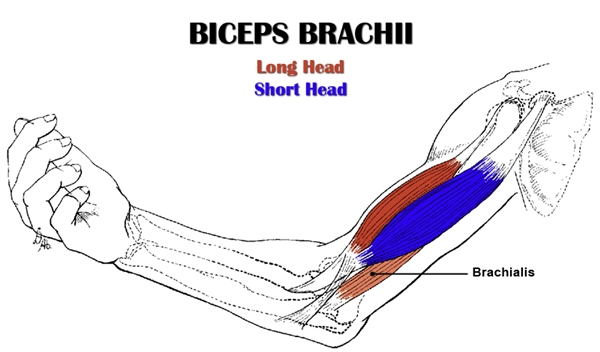 BICEPS BRACHII
Long Head
Short Head
Brachialis